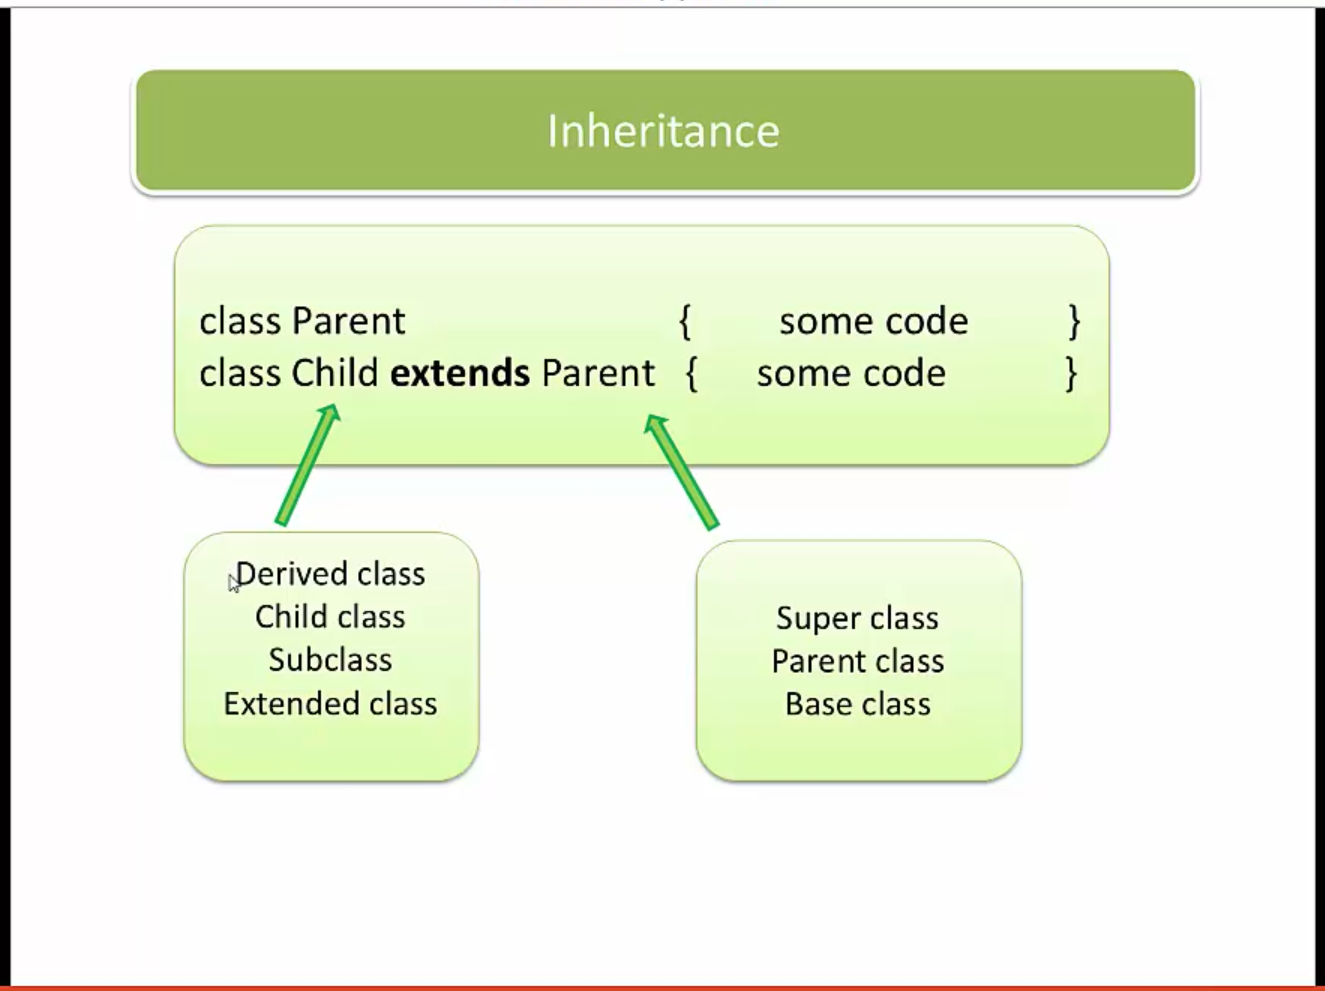 Inheritance
class Parent { some code }
class Child extends Parent { some code }
Derived class
Child class
Subclass
Extended class
Super class
Parent class
Base class